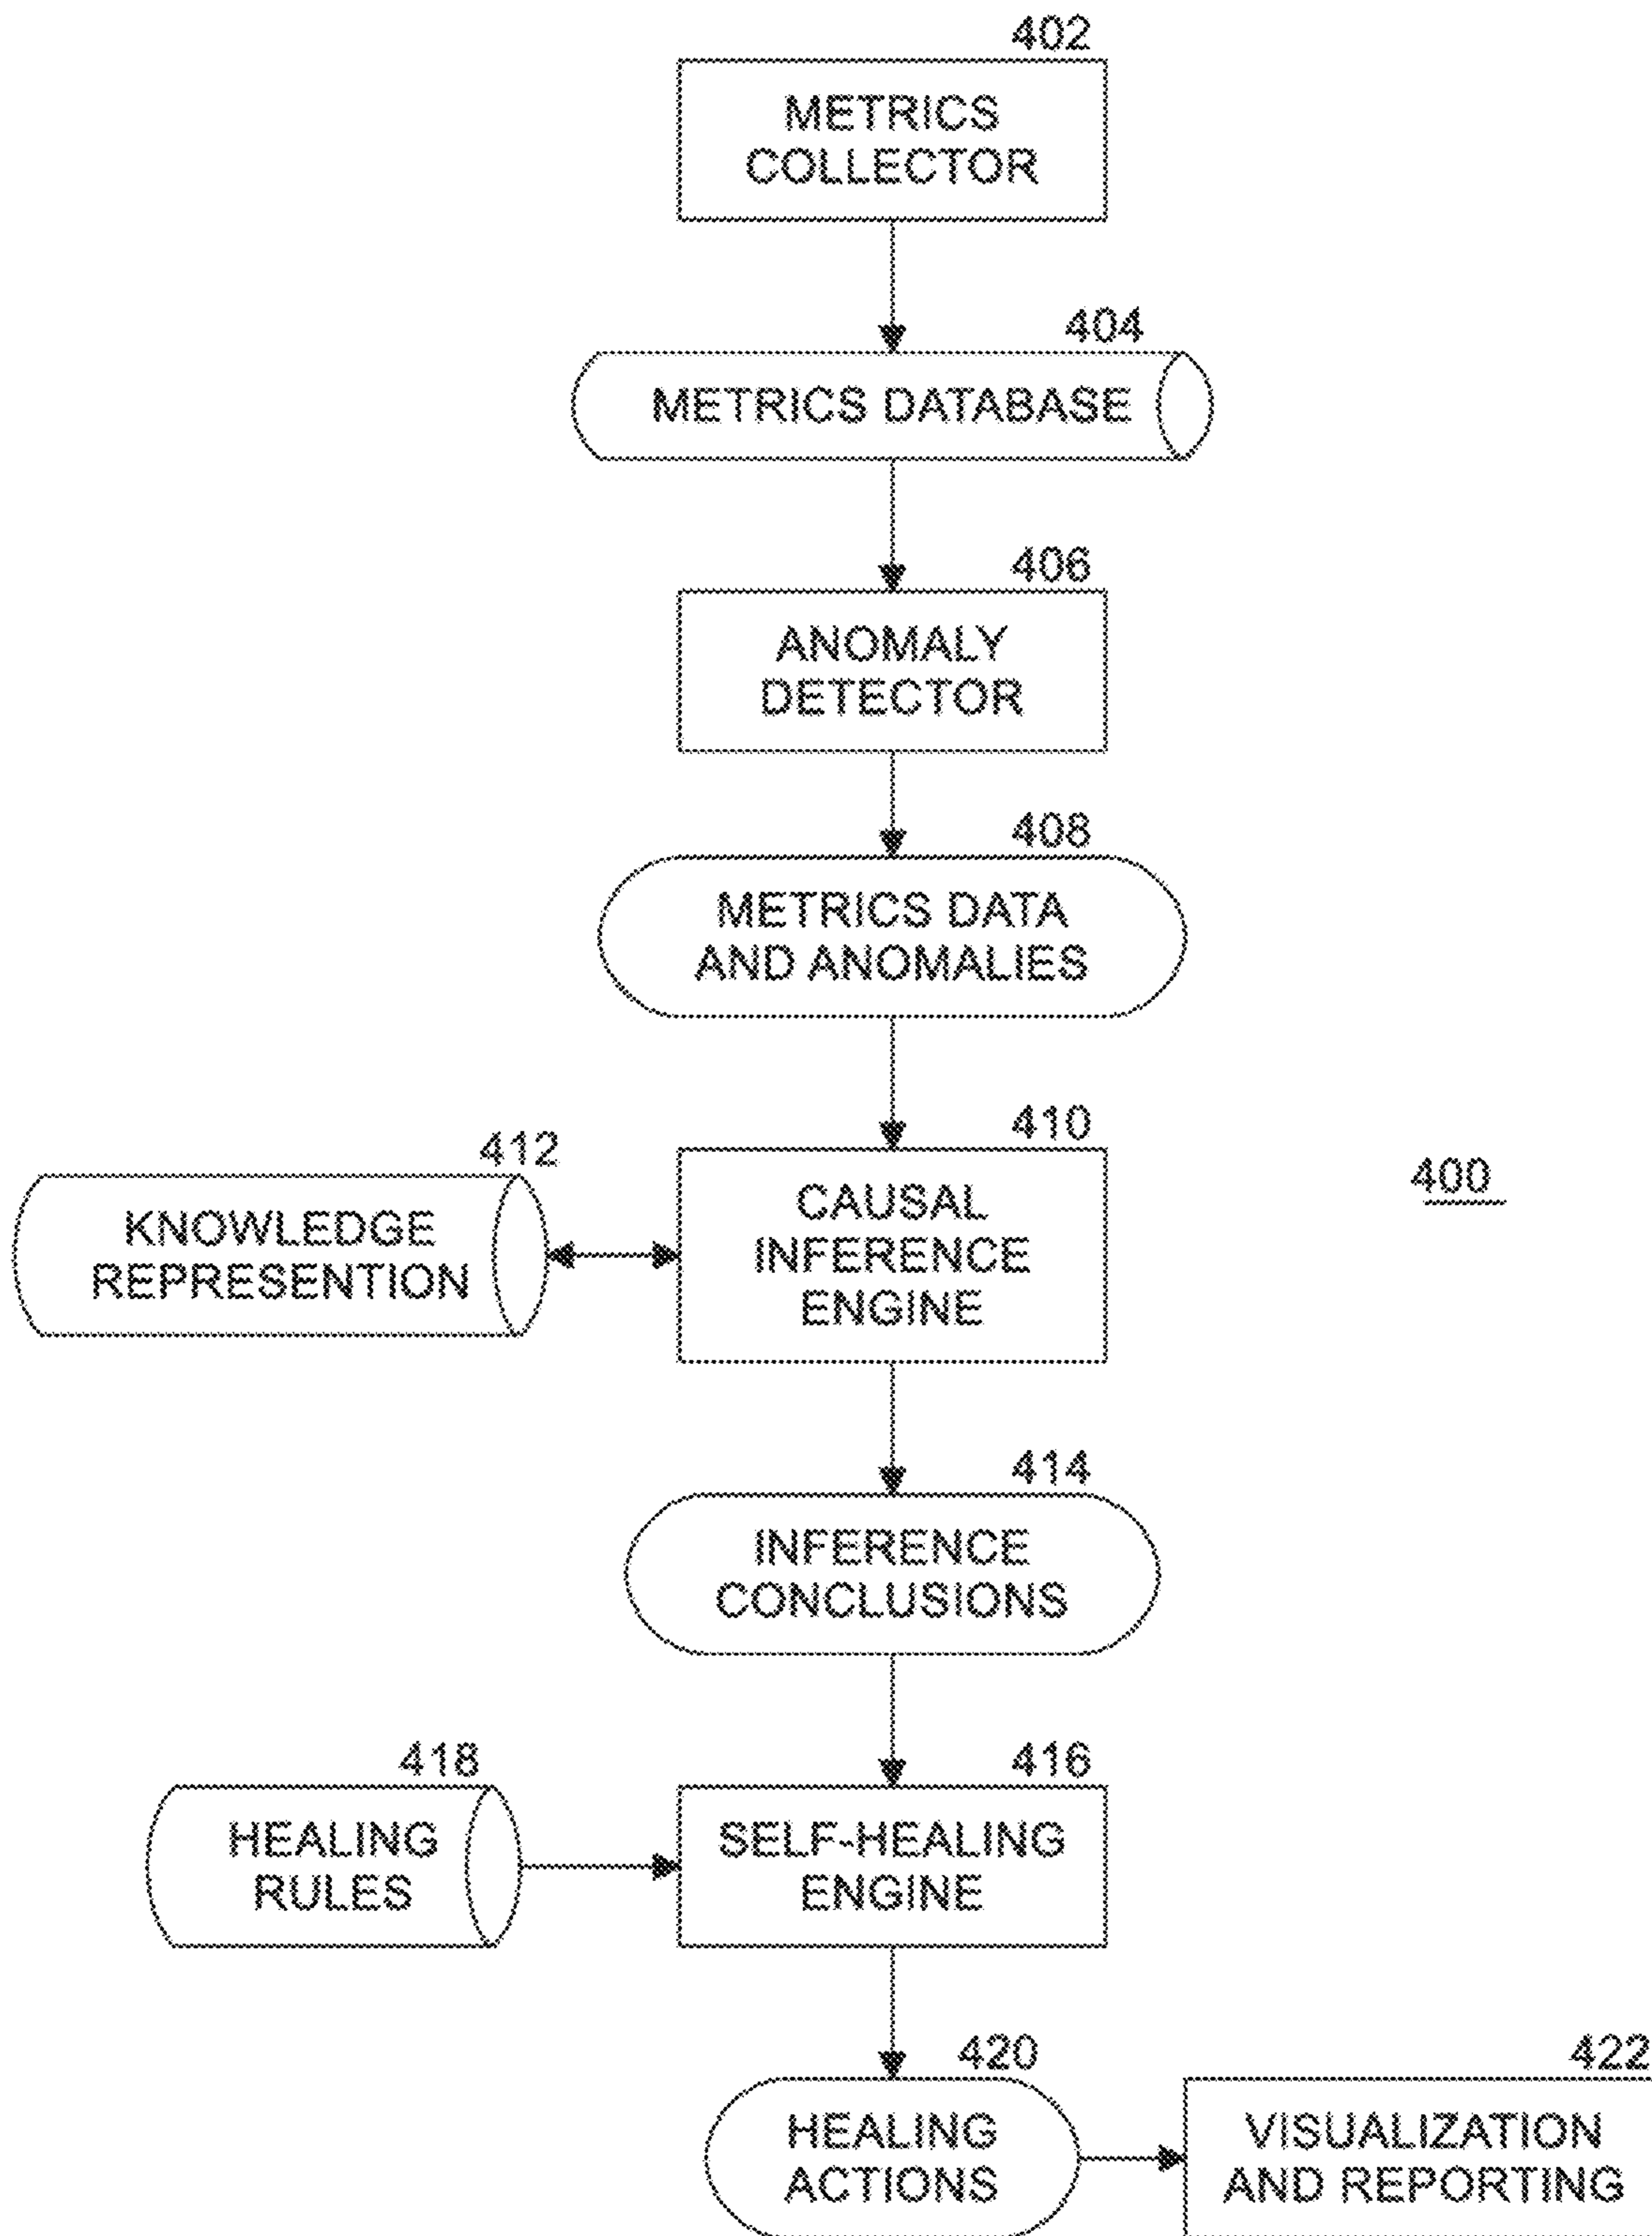 402
METRICS
COLLECTOR
404
METRICS DATABASE
406
ANOMALY
DETECTOR
408
METRICS DATA
AND ANOMALIES
410
CAUSAL
INFERENCE
ENGINE
412
KNOWLEDGE
REPRESENTION
400
414
INFERENCE
CONCLUSIONS
418
HEALING
RULES
416
SELF-HEALING
ENGINE
420
HEALING
ACTIONS
422
VISUALIZATION
AND REPORTING